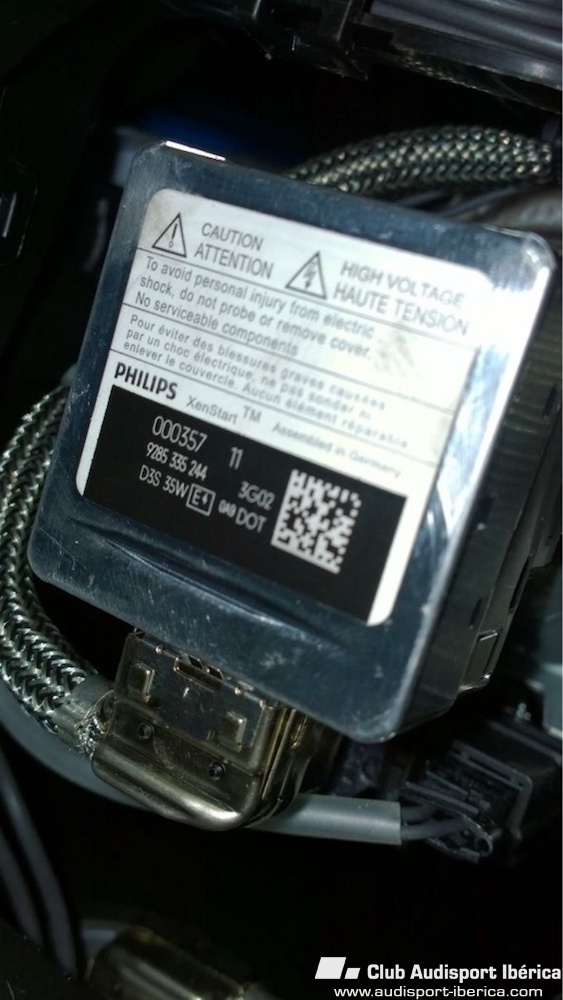 CAUTION
ATTENTION
HIGH VOLTAGE
HAUTE TENSION
To avoid personal injury from electric
shock, do not probe or remove cover.
No serviceable components
Pour éviter des blessures graves causées
par un choc électrique, ne pas sonder ni
enlever le couvercle. Aucun élément réparable
PHILIPS XenStart™ Assembled in Germany
000357 11
9285 335 244 3G02
D3S 35W E4 0A9 DOT
Club Audisport Ibérica
www.audisport-iberica.com